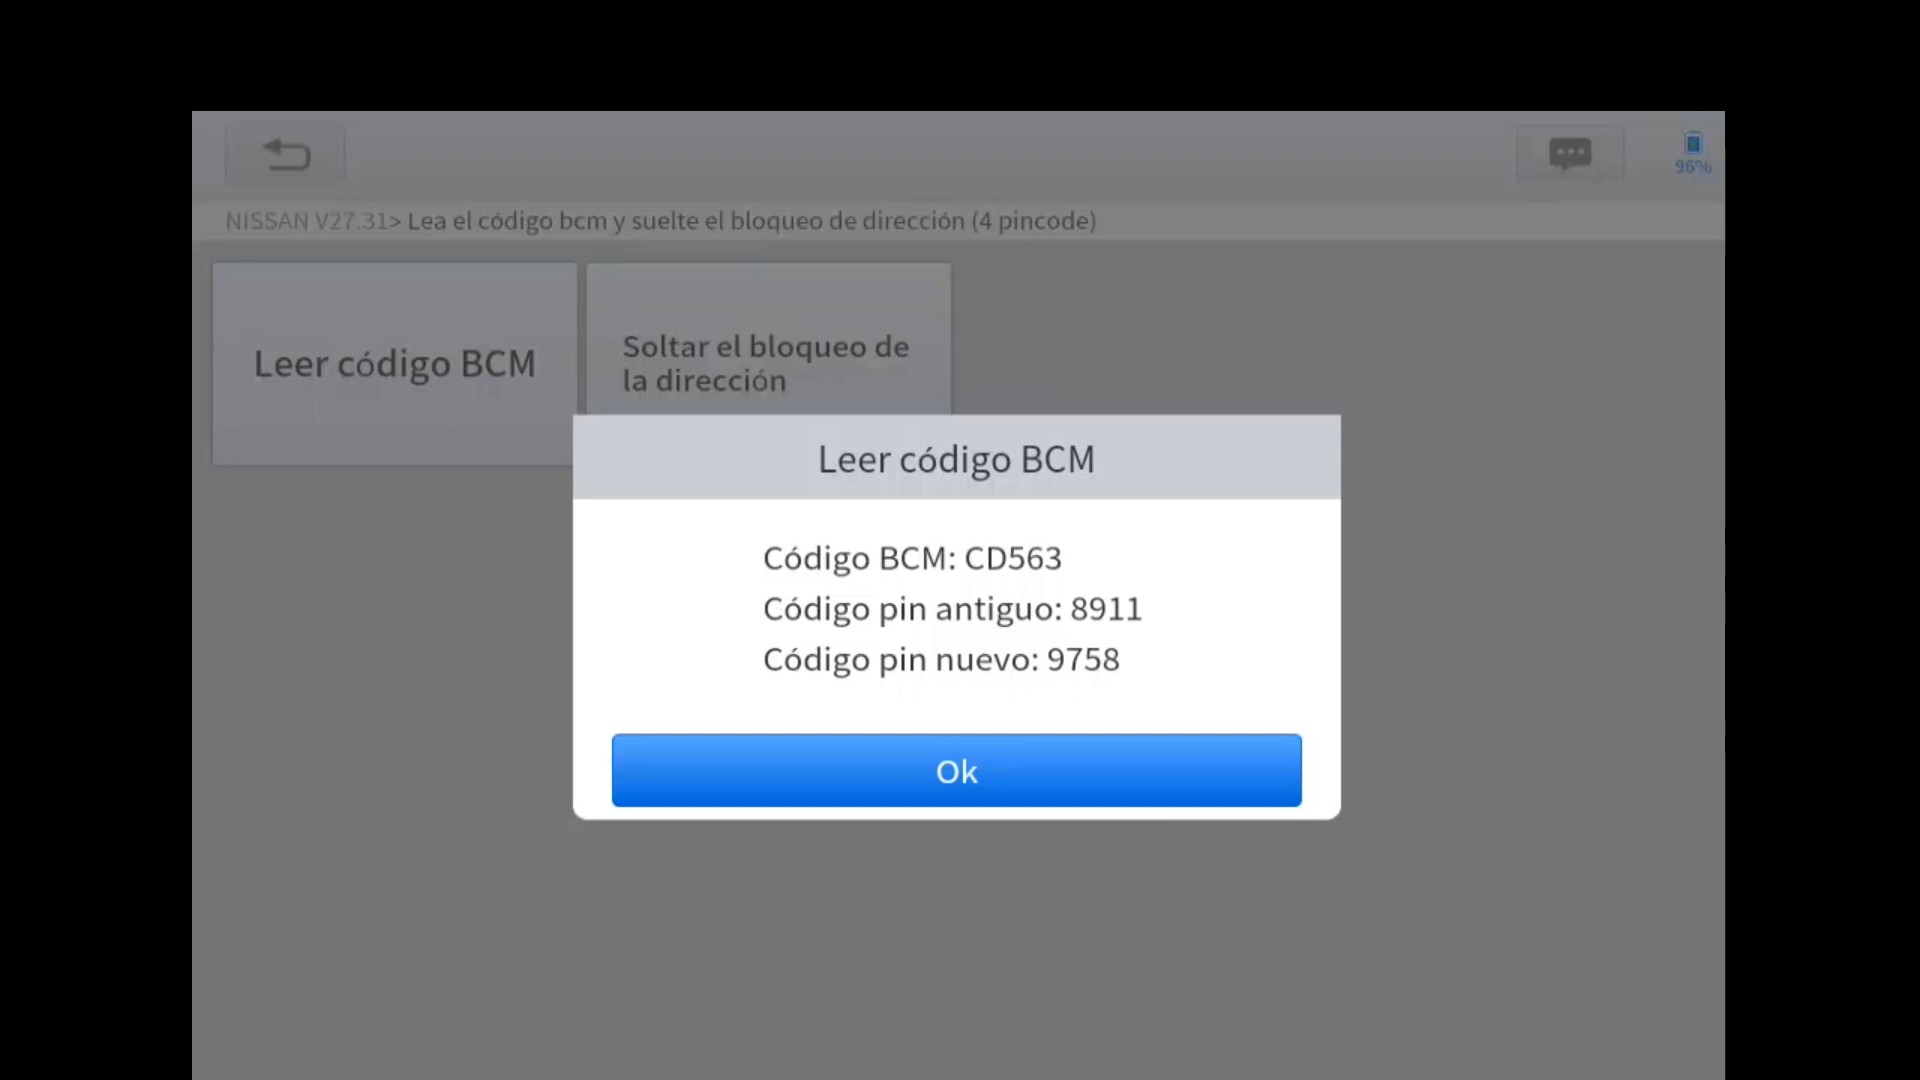 96%
NISSAN V27.31> Lea el código bcm y suelte el bloqueo de dirección (4 pincode)
Leer código BCM
Soltar el bloqueo de
la dirección
Leer código BCM
Código BCM: CD563
Código pin antiguo: 8911
Código pin nuevo: 9758
Ok